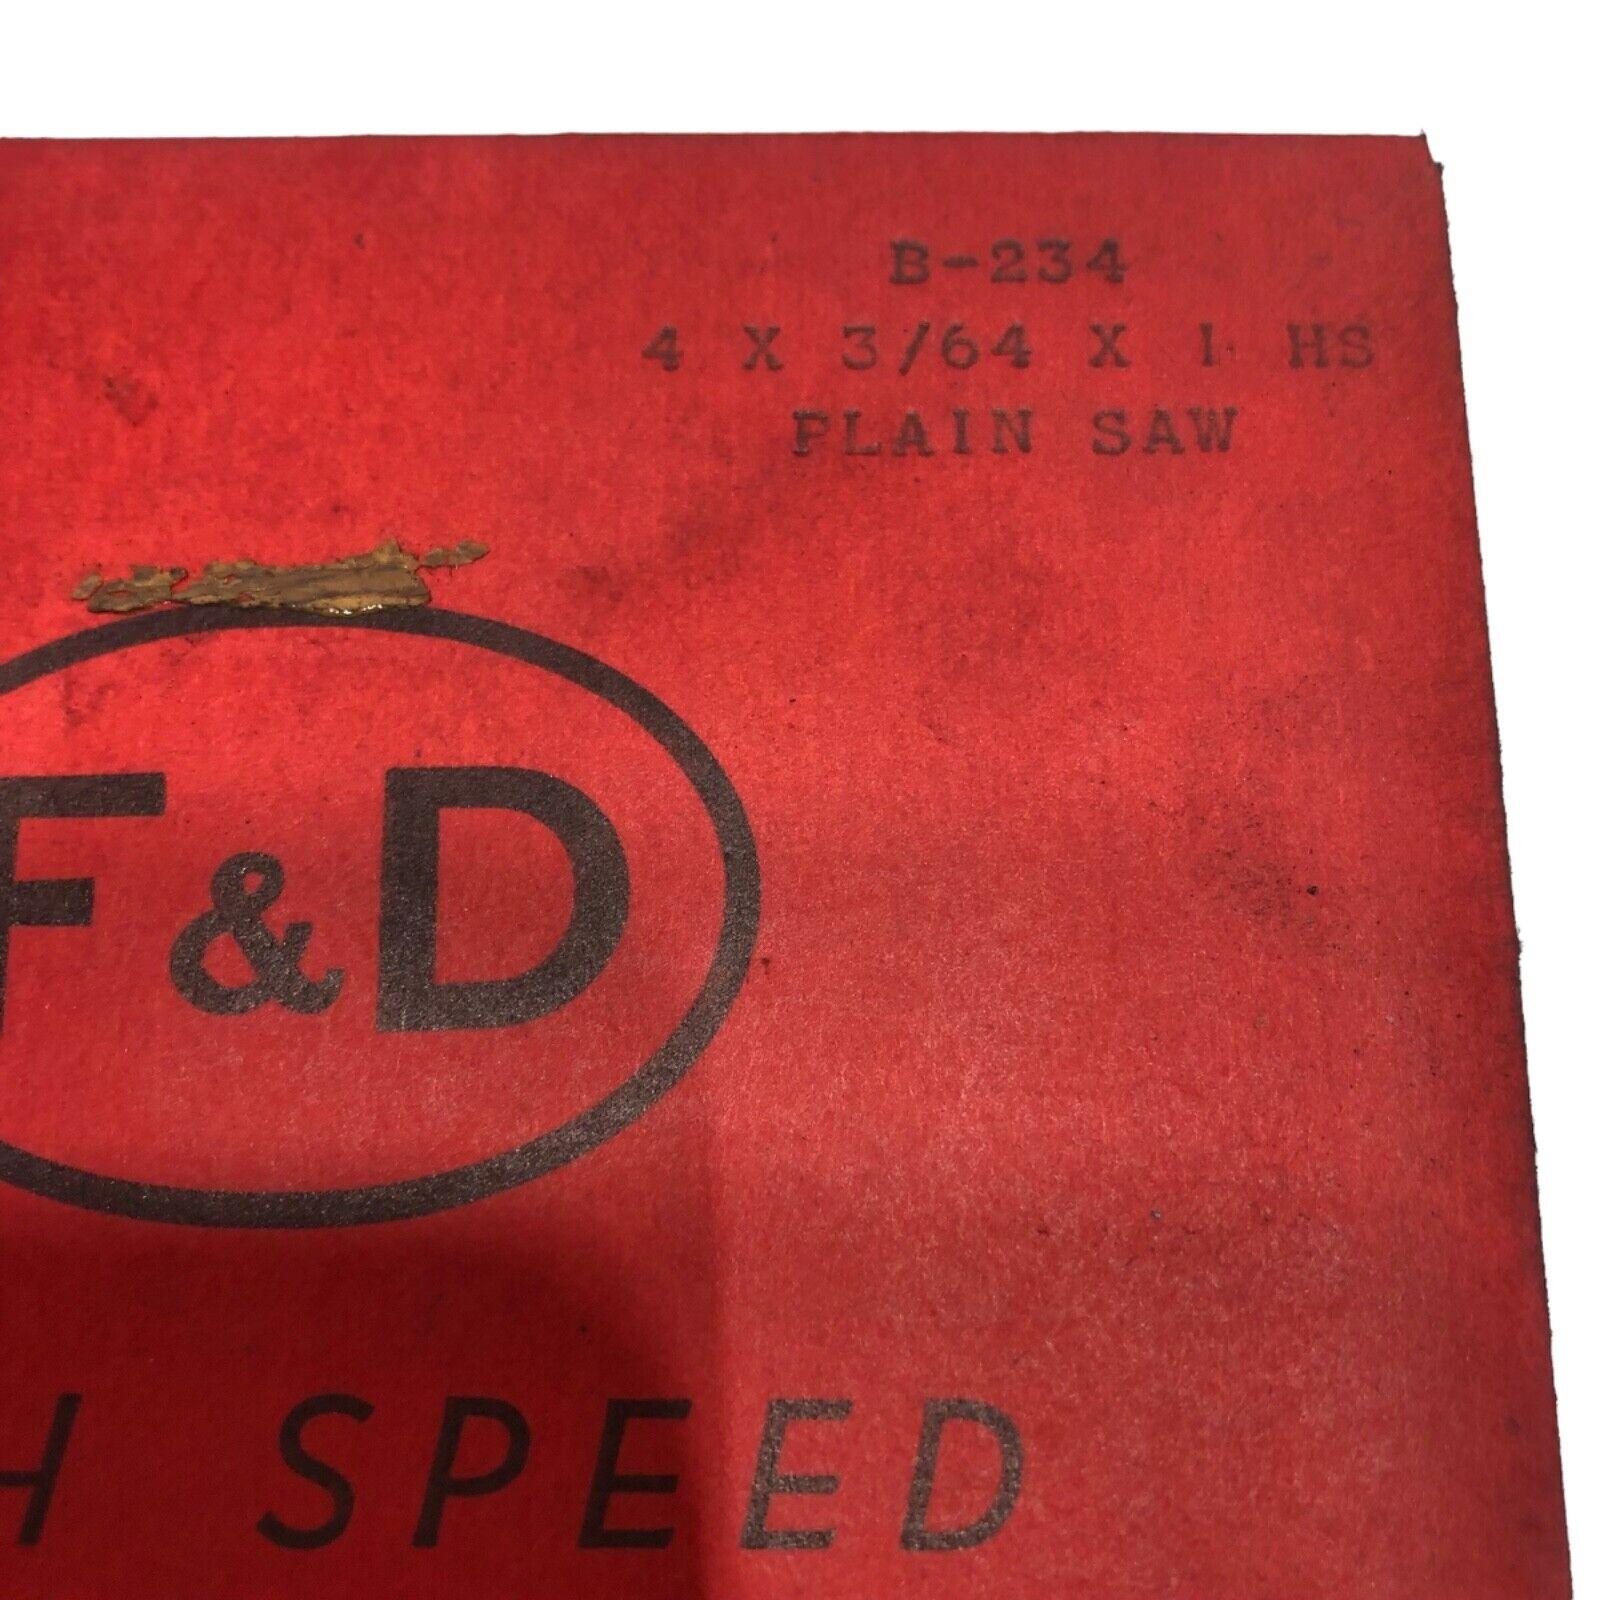 B-234
4 X 3/64 X 1 HS
PLAIN SAW
F&D
H SPEED